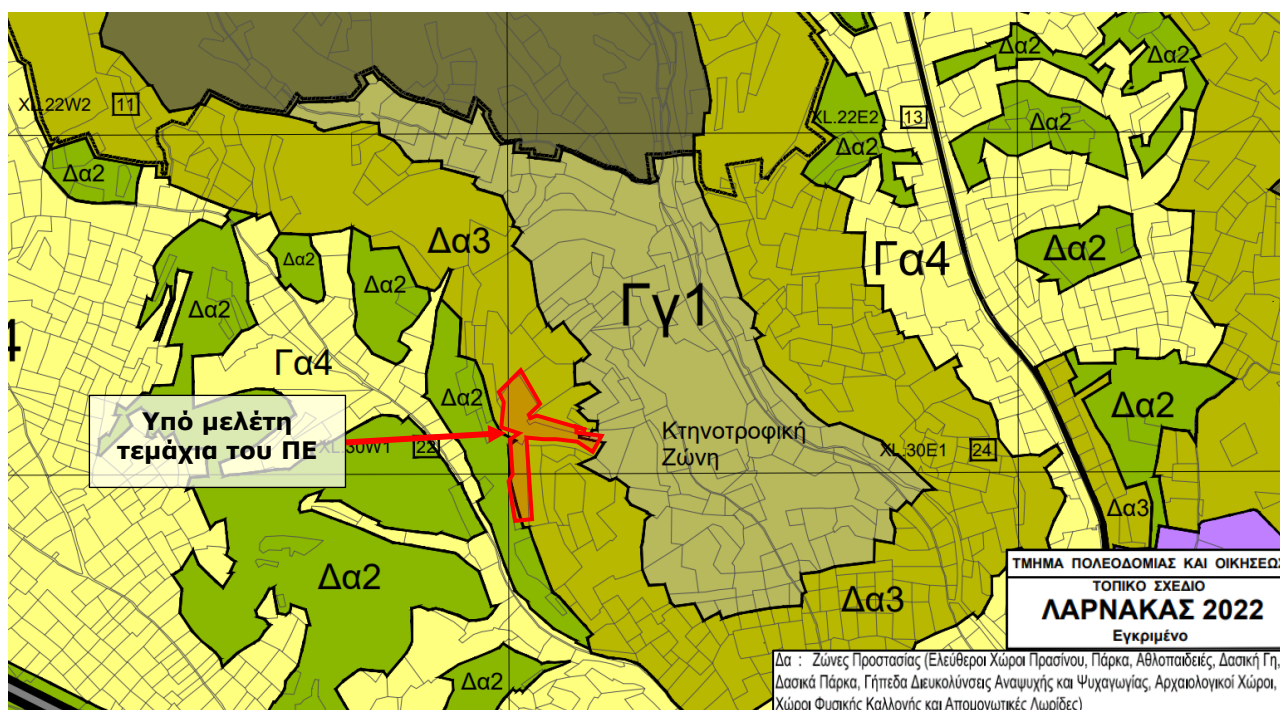 Δα2
Δα2
XL.22W2 11
XL.22E2 13
Δα2
Δα2
Δα2
Δα3
Γα4
Δα2
Δα2
Δα2
Δα2
Γγ1
4
Γα4
Δα2
Δα2
Υπό μελέτη
τεμάχια του ΠΕ
XL.30W1 22
Κτηνοτροφική
Ζώνη
XL.30E1 24
Δα3
Δα2
Δα3
Δα2
ΤΜΗΜΑ ΠΟΛΕΟΔΟΜΙΑΣ ΚΑΙ ΟΙΚΗΣΕΩΣ
ΤΟΠΙΚΟ ΣΧΕΔΙΟ
ΛΑΡΝΑΚΑΣ 2022
Εγκριμένο
Δα : Ζώνες Προστασίας (Ελεύθεροι Χώροι Πρασίνου, Πάρκα, Αθλοπαιδειές, Δασική Γη,
Δασικά Πάρκα, Γήπεδα Διευκολύνσεις Αναψυχής και Ψυχαγωγίας, Αρχαιολογικοί Χώροι,
Χώροι Φυσικής Καλλονής και Απομονωτικές Λωρίδες)